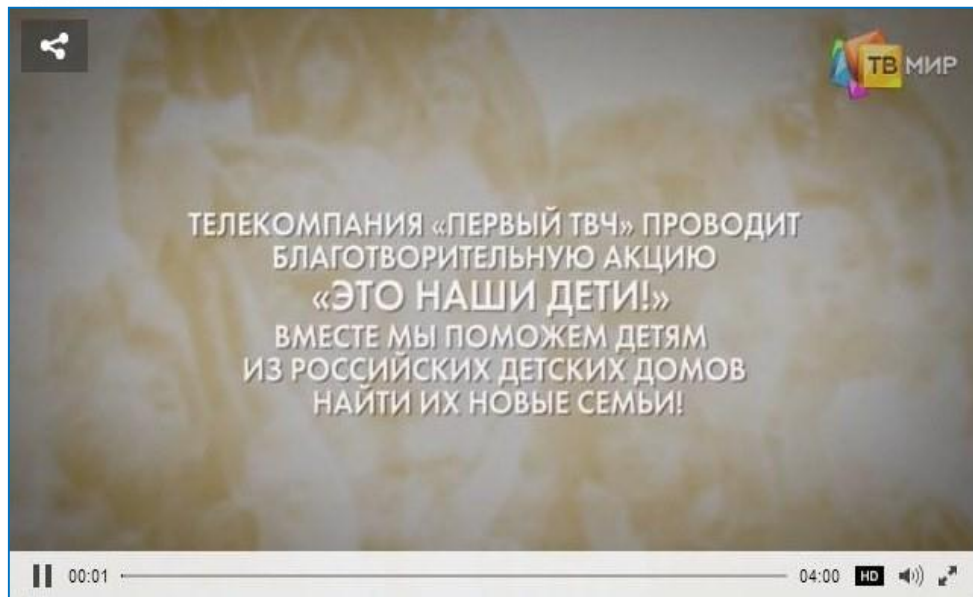 ТВ МИР
ТЕЛЕКОМПАНИЯ «ПЕРВЫЙ ТВЧ» ПРОВОДИТ
БЛАГОТВОРИТЕЛЬНУЮ АКЦИЮ
«ЭТО НАШИ ДЕТИ!»
ВМЕСТЕ МЫ ПОМОЖЕМ ДЕТЯМ
ИЗ РОССИЙСКИХ ДЕТСКИХ ДОМОВ
НАЙТИ ИХ НОВЫЕ СЕМЬИ!
00:01 04:00 HD